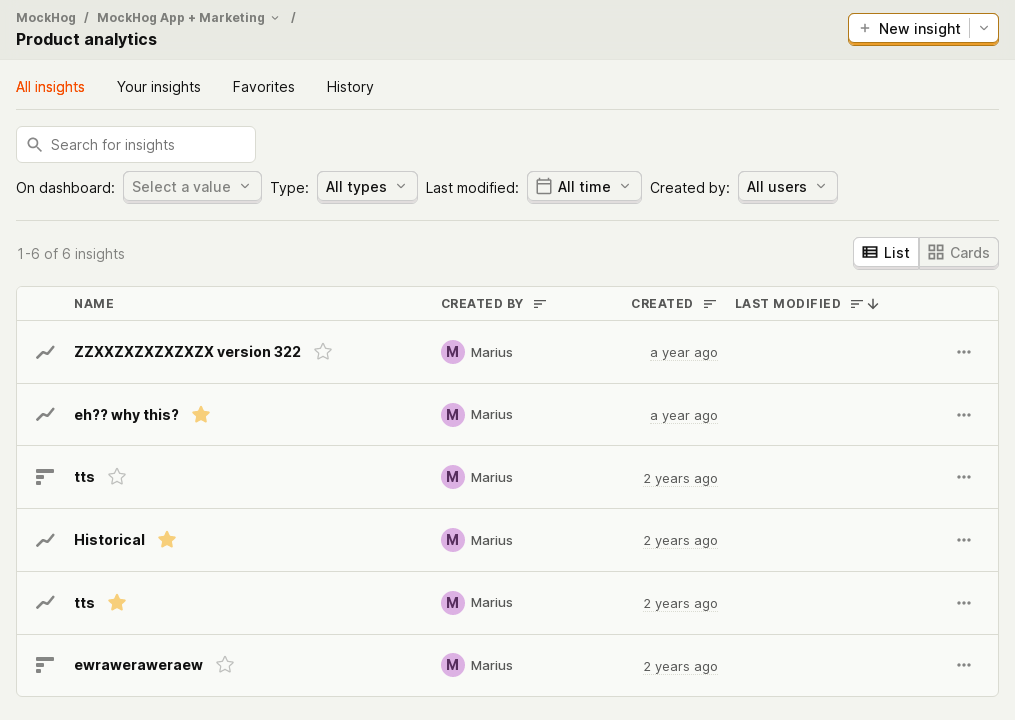 MockHog / MockHog App + Marketing /
Product analytics
New insight
All insights Your insights Favorites History
Search for insights
On dashboard: Select a value Type: All types Last modified: All time Created by: All users
1-6 of 6 insights
List Cards
NAME CREATED BY CREATED LAST MODIFIED
ZZXXZXZXZXZXZX version 322 M Marius a year ago
eh?? why this? M Marius a year ago
tts M Marius 2 years ago
Historical M Marius 2 years ago
tts M Marius 2 years ago
ewraweraweraew M Marius 2 years ago